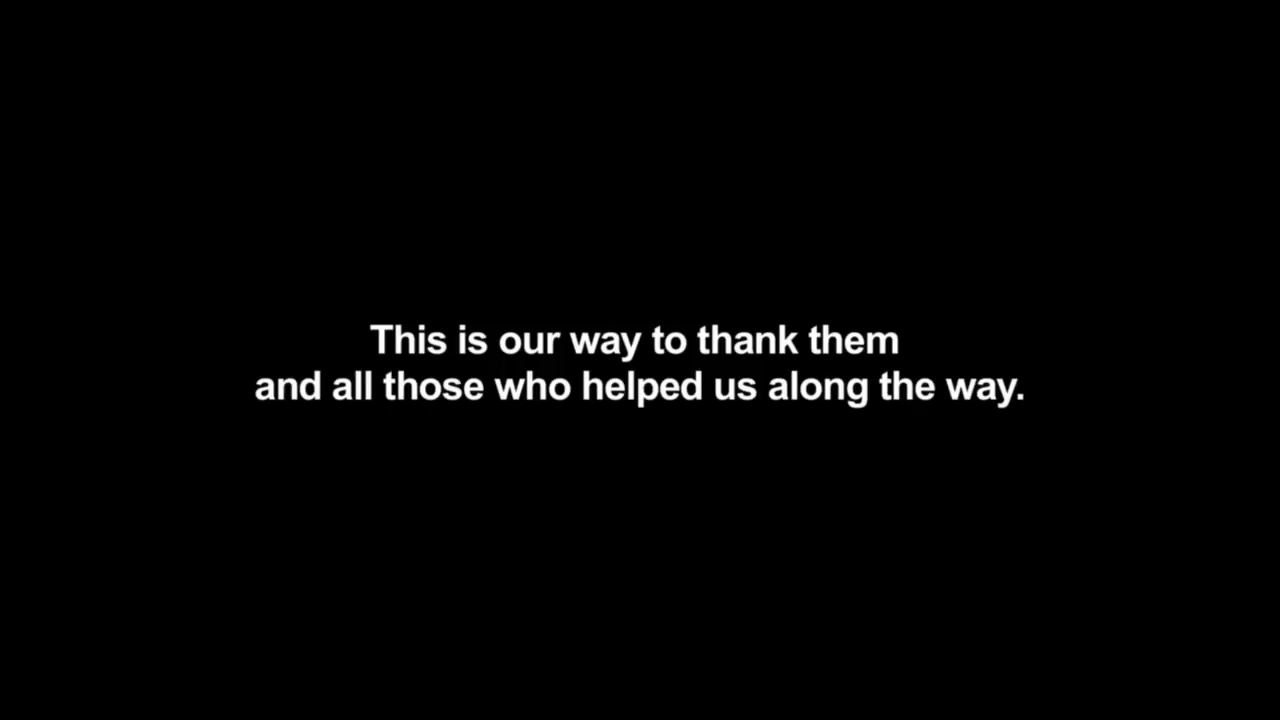 This is our way to thank them
and all those who helped us along the way.